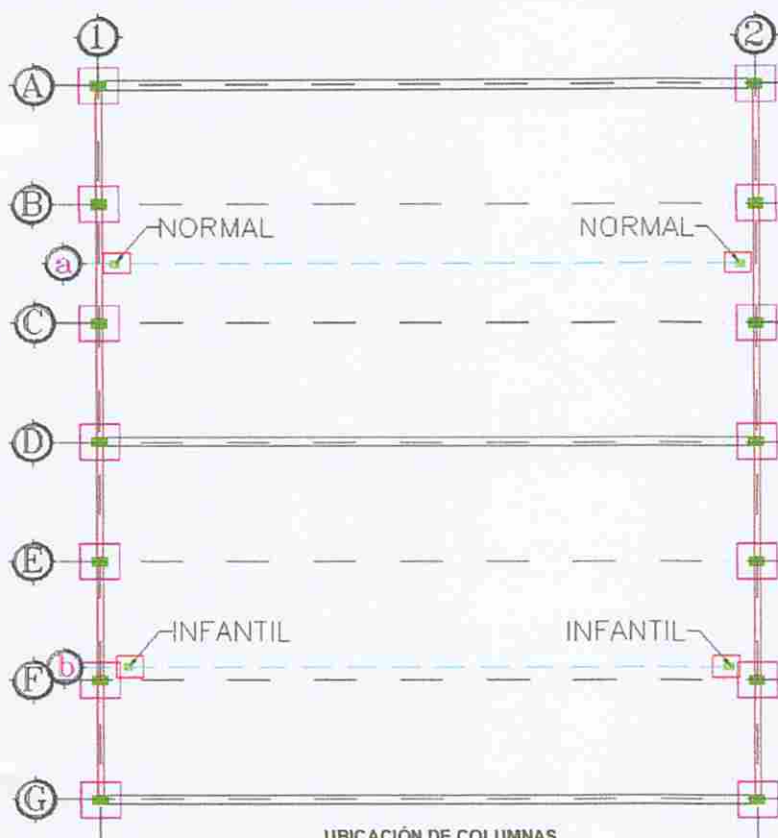 1 2
A
B
NORMAL NORMAL
a
C
D
E
INFANTIL INFANTIL
b
F
G
UBICACIÓN DE COLUMNAS